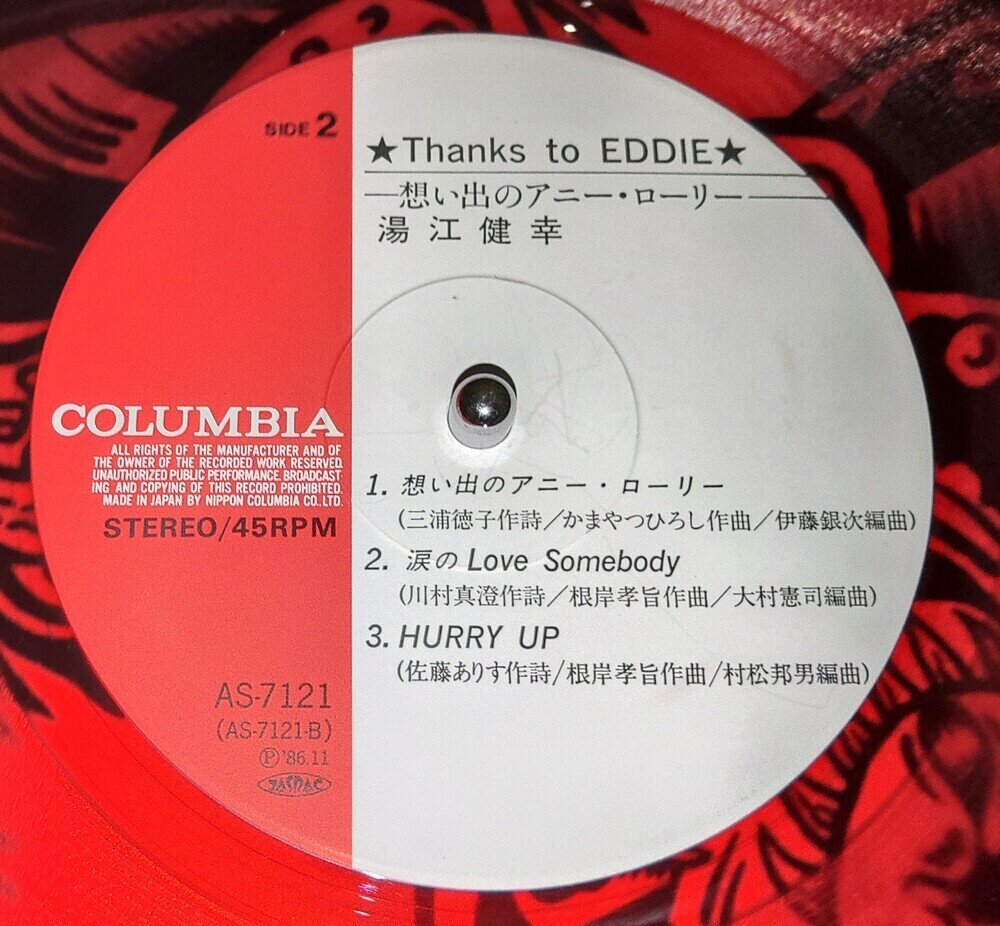 SIDE 2
★Thanks to EDDIE★
—想い出のアニー・ローリー—
湯江健幸
COLUMBIA
ALL RIGHTS OF THE MANUFACTURER AND OF
THE OWNER OF THE RECORDED WORK RESERVED.
UNAUTHORIZED PUBLIC PERFORMANCE. BROADCAST-
ING AND COPYING OF THIS RECORD PROHIBITED.
MADE IN JAPAN BY NIPPON COLUMBIA CO., LTD.
STEREO/45RPM
1. 想い出のアニー・ローリー
(三浦徳子作詩/かまやつひろし作曲/伊藤銀次編曲)
2. 涙のLove Somebody
(川村真澄作詩/根岸孝旨作曲/大村憲司編曲)
3. HURRY UP
(佐藤ありす作詩/根岸孝旨作曲/村松邦男編曲)
AS-7121
(AS-7121-B)
Ⓟ'86.11
JASRAC